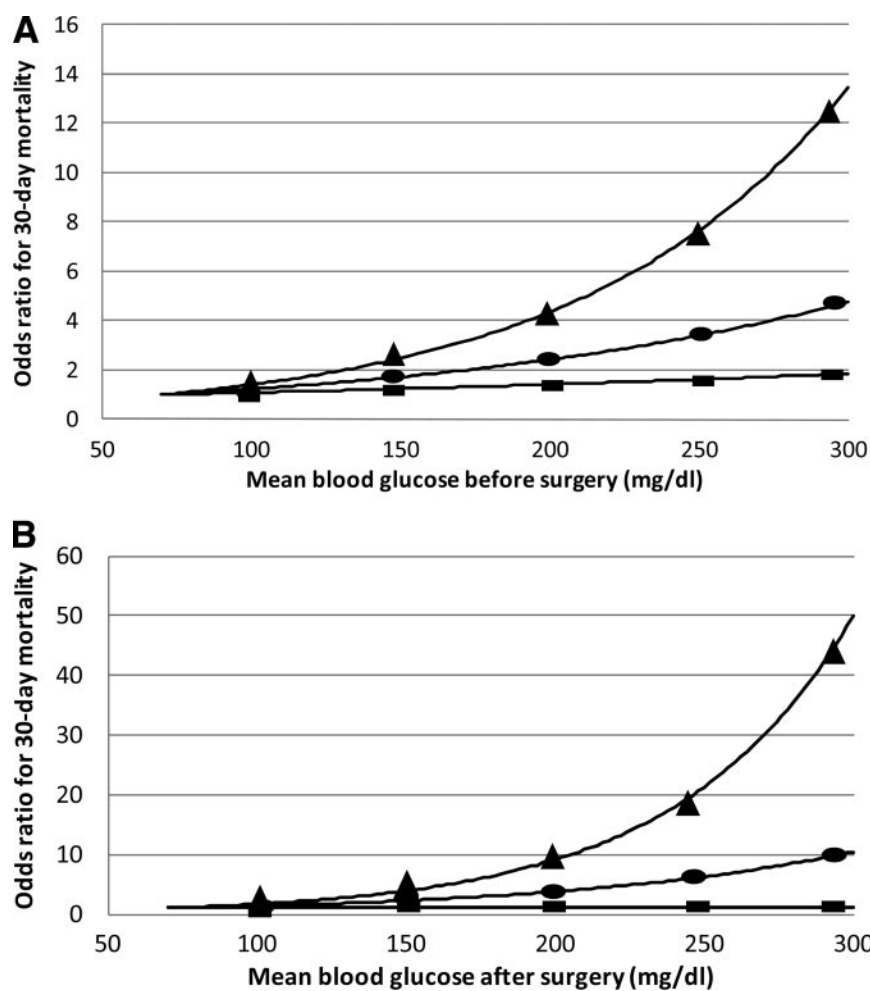 A
Odds ratio for 30-day mortality
16
14
12
10
8
6
4
2
0
50 100 150 200 250 300
Mean blood glucose before surgery (mg/dl)
B
Odds ratio for 30-day mortality
60
50
40
30
20
10
0
50 100 150 200 250 300
Mean blood glucose after surgery (mg/dl)